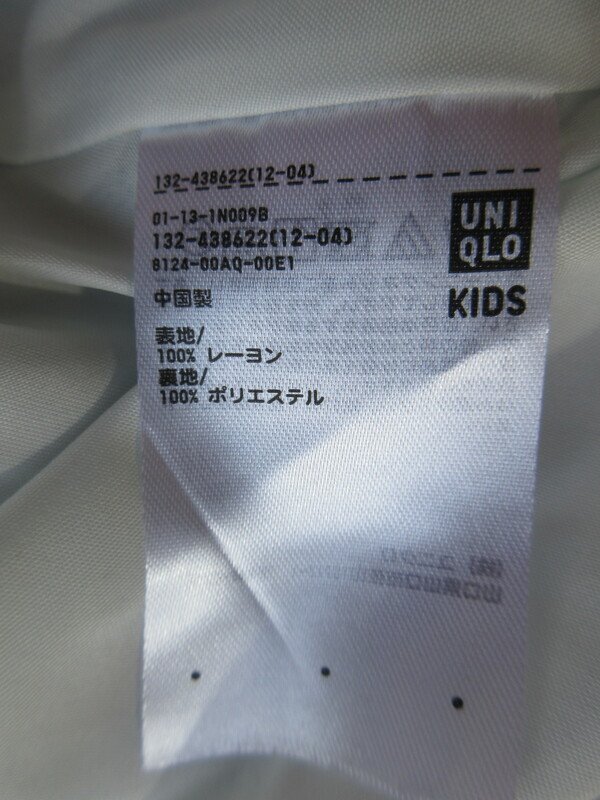 132-438622(12-04)
01-13-1N009B
132-438622(12-04)
8124-00AQ-00E1
中国製
表地/
100% レーヨン
裏地/
100% ポリエステル
UNI
QLO
KIDS